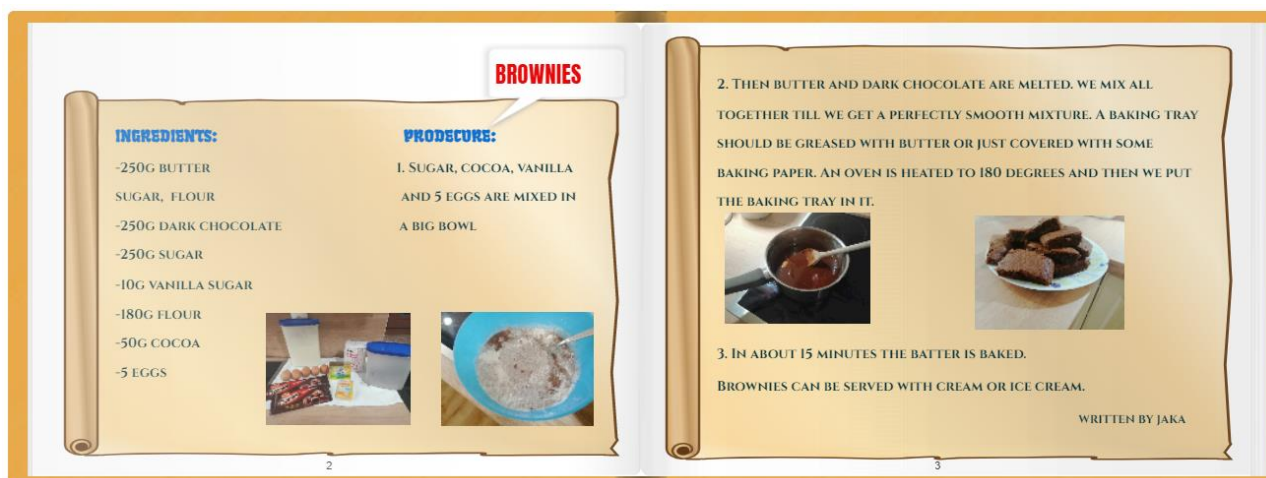 BROWNIES
INGREDIENTS:
-250G BUTTER
SUGAR, FLOUR
-250G DARK CHOCOLATE
-250G SUGAR
-10G VANILLA SUGAR
-180G FLOUR
-50G COCOA
-5 EGGS
PRODECURE:
1. SUGAR, COCOA, VANILLA
AND 5 EGGS ARE MIXED IN
A BIG BOWL
2
2. THEN BUTTER AND DARK CHOCOLATE ARE MELTED. WE MIX ALL
TOGETHER TILL WE GET A PERFECTLY SMOOTH MIXTURE. A BAKING TRAY
SHOULD BE GREASED WITH BUTTER OR JUST COVERED WITH SOME
BAKING PAPER. AN OVEN IS HEATED TO 180 DEGREES AND THEN WE PUT
THE BAKING TRAY IN IT.
3. IN ABOUT 15 MINUTES THE BATTER IS BAKED.
BROWNIES CAN BE SERVED WITH CREAM OR ICE CREAM.
WRITTEN BY JAKA
3